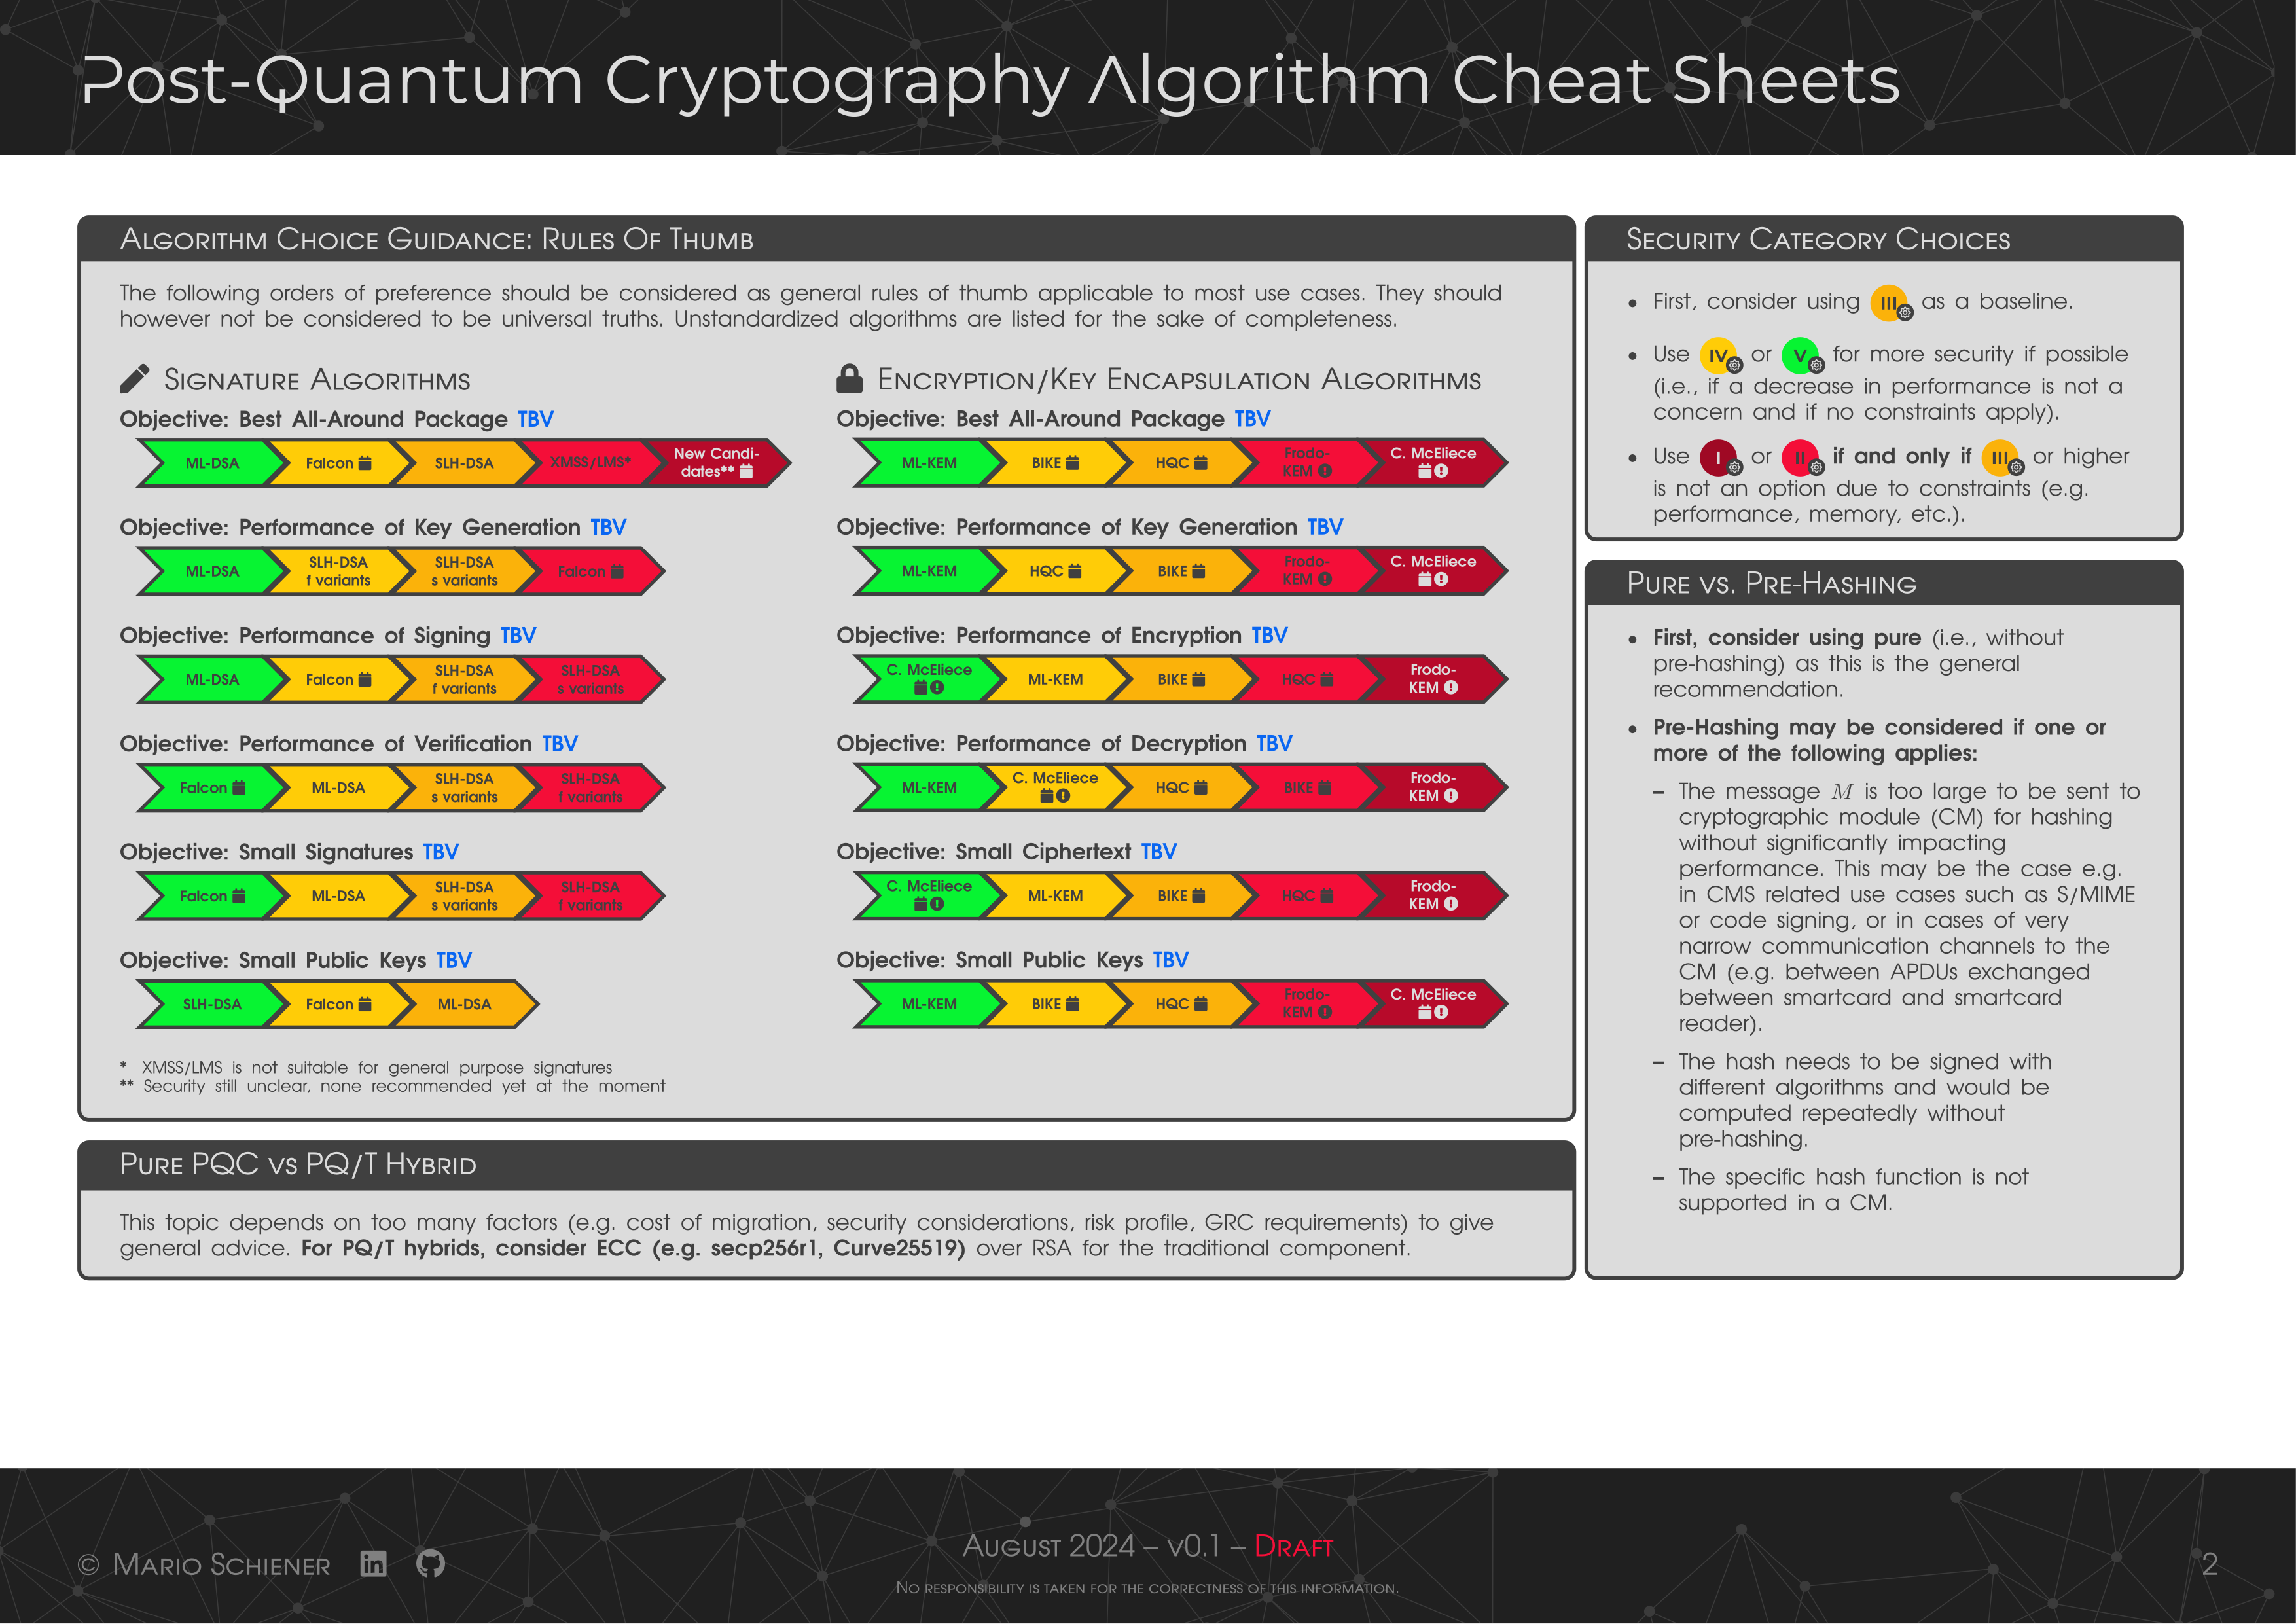 Post-Quantum Cryptography Algorithm Cheat Sheets
Algorithm Choice Guidance: Rules Of Thumb
The following orders of preference should be considered as general rules of thumb applicable to most use cases. They should
however not be considered to be universal truths. Unstandardized algorithms are listed for the sake of completeness.
Signature Algorithms
Objective: Best All-Around Package TBV
ML-DSA
Falcon
SLH-DSA
XMSS/LMS*
New Candi-
dates**
Objective: Performance of Key Generation TBV
ML-DSA
SLH-DSA
f variants
SLH-DSA
s variants
Falcon
Objective: Performance of Signing TBV
ML-DSA
Falcon
SLH-DSA
f variants
SLH-DSA
s variants
Objective: Performance of Verification TBV
Falcon
ML-DSA
SLH-DSA
s variants
SLH-DSA
f variants
Objective: Small Signatures TBV
Falcon
ML-DSA
SLH-DSA
s variants
SLH-DSA
f variants
Objective: Small Public Keys TBV
SLH-DSA
Falcon
ML-DSA
* XMSS/LMS is not suitable for general purpose signatures
** Security still unclear, none recommended yet at the moment
Encryption/Key Encapsulation Algorithms
Objective: Best All-Around Package TBV
ML-KEM
BIKE
HQC
Frodo-
KEM
C. McEliece
Objective: Performance of Key Generation TBV
ML-KEM
HQC
BIKE
Frodo-
KEM
C. McEliece
Objective: Performance of Encryption TBV
C. McEliece
ML-KEM
BIKE
HQC
Frodo-
KEM
Objective: Performance of Decryption TBV
ML-KEM
C. McEliece
HQC
BIKE
Frodo-
KEM
Objective: Small Ciphertext TBV
C. McEliece
ML-KEM
BIKE
HQC
Frodo-
KEM
Objective: Small Public Keys TBV
ML-KEM
BIKE
HQC
Frodo-
KEM
C. McEliece
Pure PQC vs PQ/T Hybrid
This topic depends on too many factors (e.g. cost of migration, security considerations, risk profile, GRC requirements) to give
general advice. For PQ/T hybrids, consider ECC (e.g. secp256r1, Curve25519) over RSA for the traditional component.
Security Category Choices
• First, consider using III as a baseline.
• Use IV or V for more security if possible
(i.e., if a decrease in performance is not a
concern and if no constraints apply).
• Use I or II if and only if III or higher
is not an option due to constraints (e.g.
performance, memory, etc.).
Pure vs. Pre-Hashing
• First, consider using pure (i.e., without
pre-hashing) as this is the general
recommendation.
• Pre-Hashing may be considered if one or
more of the following applies:
– The message M is too large to be sent to
cryptographic module (CM) for hashing
without significantly impacting
performance. This may be the case e.g.
in CMS related use cases such as S/MIME
or code signing, or in cases of very
narrow communication channels to the
CM (e.g. between APDUs exchanged
between smartcard and smartcard
reader).
– The hash needs to be signed with
different algorithms and would be
computed repeatedly without
pre-hashing.
– The specific hash function is not
supported in a CM.
© Mario Schiener
in
August 2024 – v0.1 – Draft
No responsibility is taken for the correctness of this information.
2